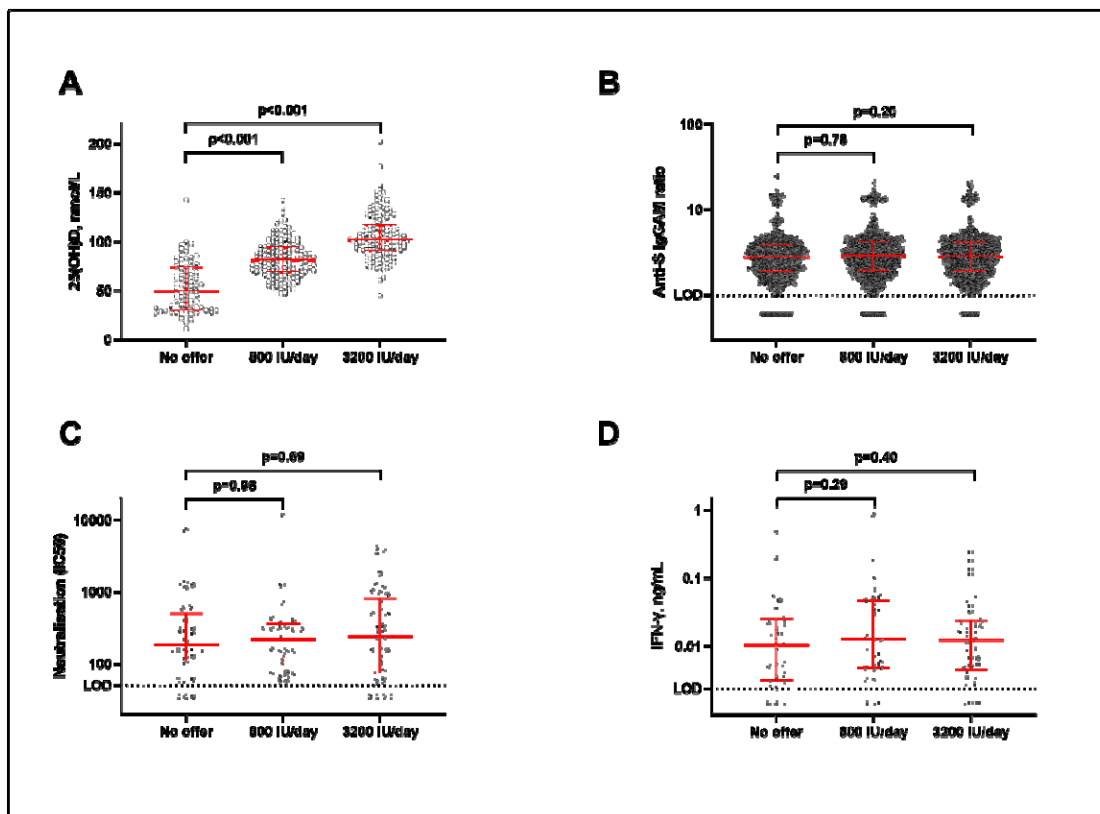 A
p<0.001
p<0.001
25(OH)D, nmol/L
200
150
100
50
0
No offer
800 IU/day
3200 IU/day
B
p=0.20
p=0.78
Anti-S IgGAM ratio
100
10
LOD
No offer
800 IU/day
3200 IU/day
C
p=0.69
Neutralisation (IC50)
10000
1000
100
LOD
No offer
800 IU/day
3200 IU/day
D
p=0.40
p=0.29
IFN-γ, ng/mL
1
0.1
0.01
LOD
No offer
800 IU/day
3200 IU/day